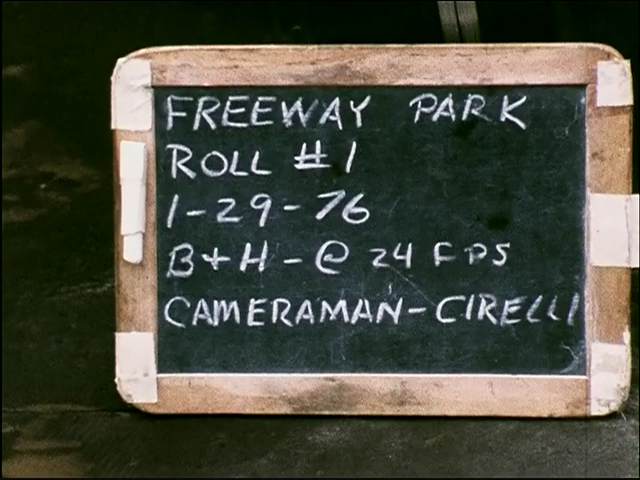 FREEWAY PARK
ROLL #1
1-29-76
B+H-@ 24 FPS
CAMERAMAN-CIRELLI